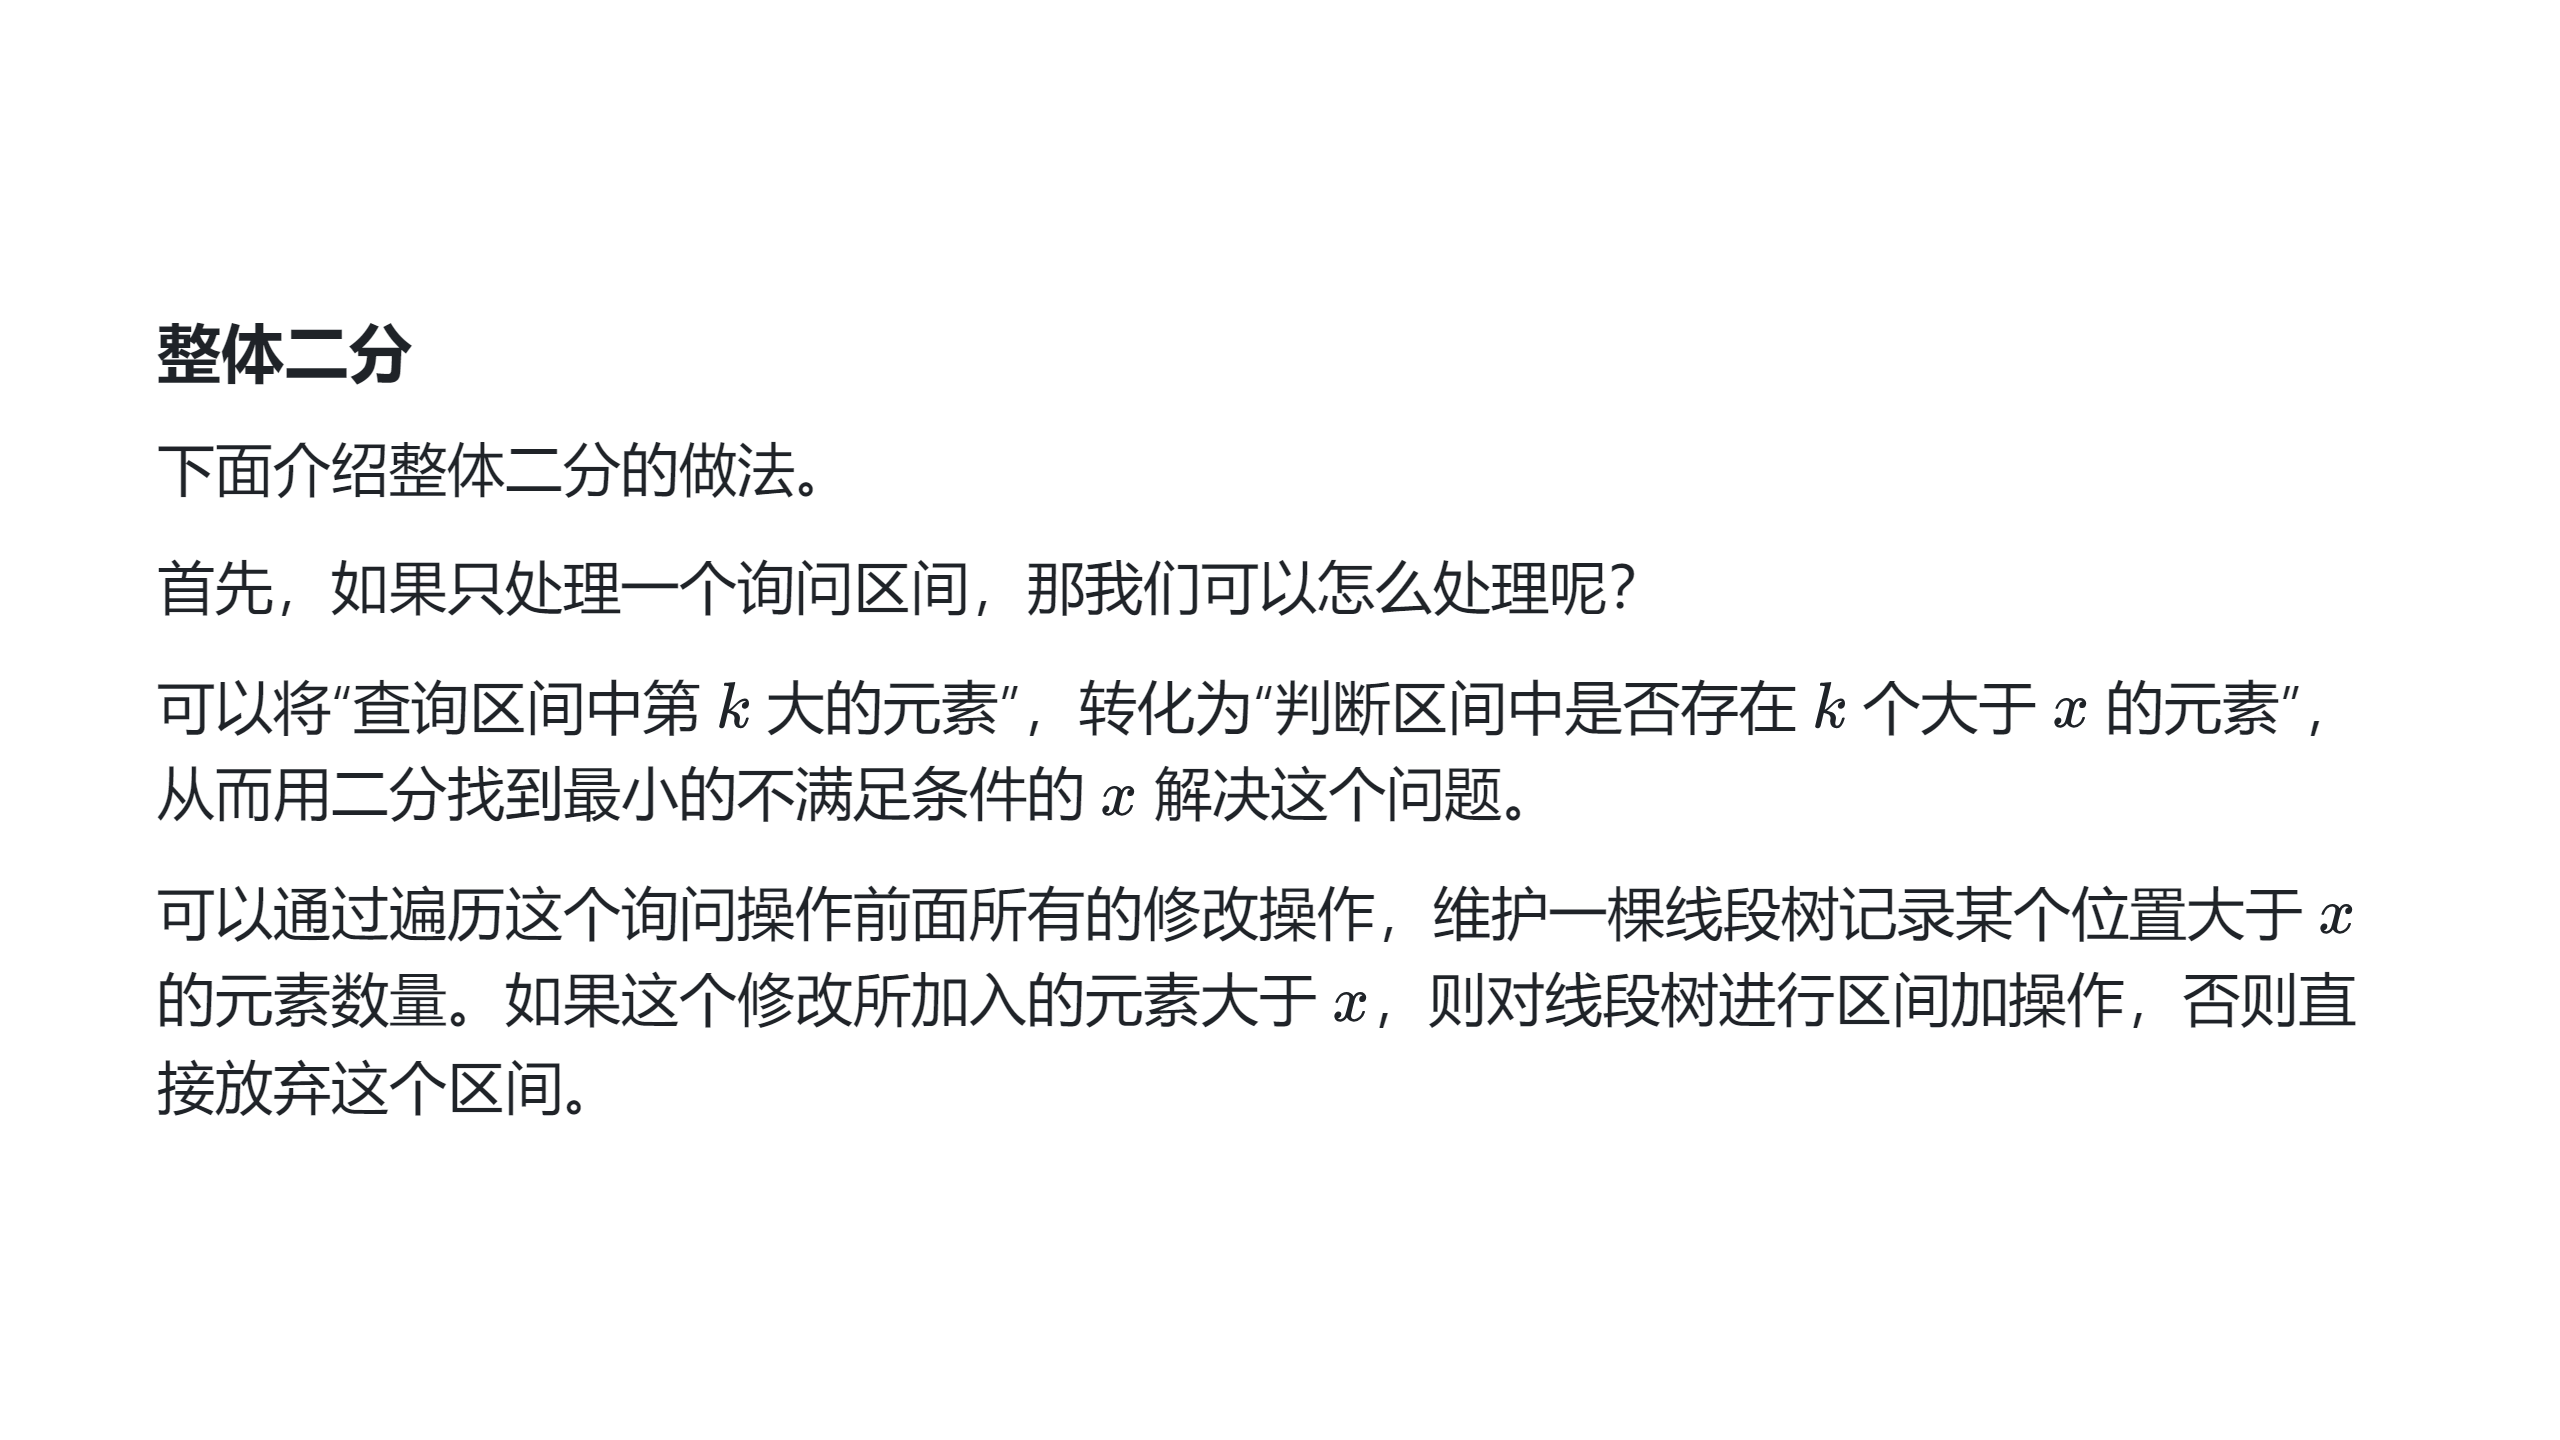 整体二分
下面介绍整体二分的做法。
首先，如果只处理一个询问区间，那我们可以怎么处理呢？
可以将“查询区间中第 k 大的元素”，转化为“判断区间中是否存在 k 个大于 x 的元素”，
从而用二分找到最小的不满足条件的 x 解决这个问题。
可以通过遍历这个询问操作前面所有的修改操作，维护一棵线段树记录某个位置大于 x
的元素数量。如果这个修改所加入的元素大于 x，则对线段树进行区间加操作，否则直
接放弃这个区间。